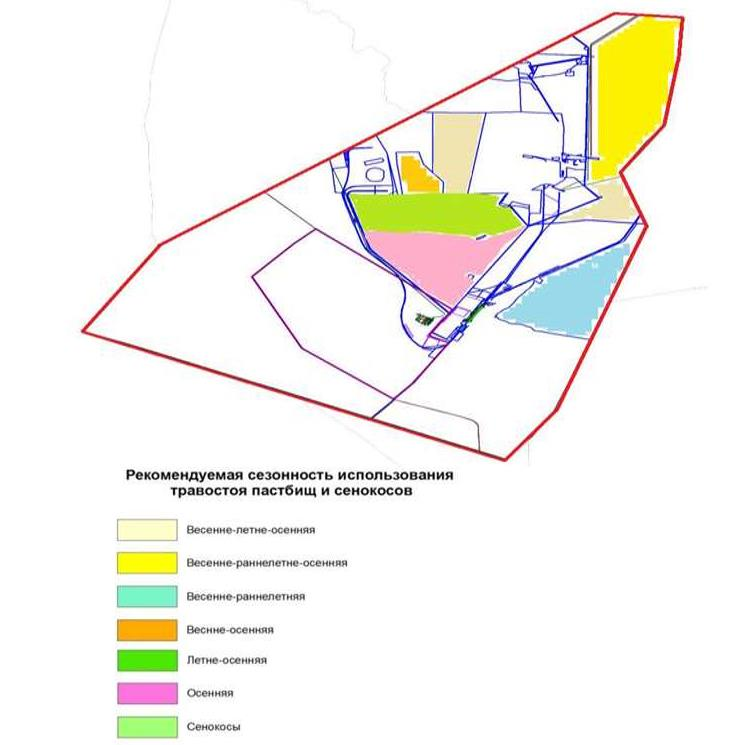 Рекомендуемая сезонность использования
травостоя пастбищ и сенокосов
Весенне-летне-осенняя
Весенне-раннелетне-осенняя
Весенне-раннелетняя
Веснне-осенняя
Летне-осенняя
Осенняя
Сенокосы